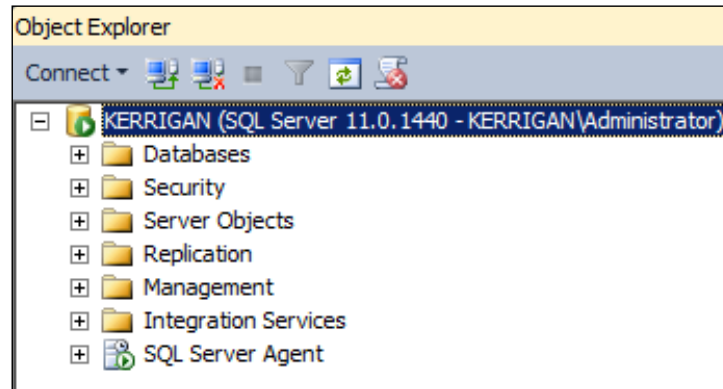 Object Explorer
Connect
KERRIGAN (SQL Server 11.0.1440 - KERRIGAN\Administrator)
Databases
Security
Server Objects
Replication
Management
Integration Services
SQL Server Agent